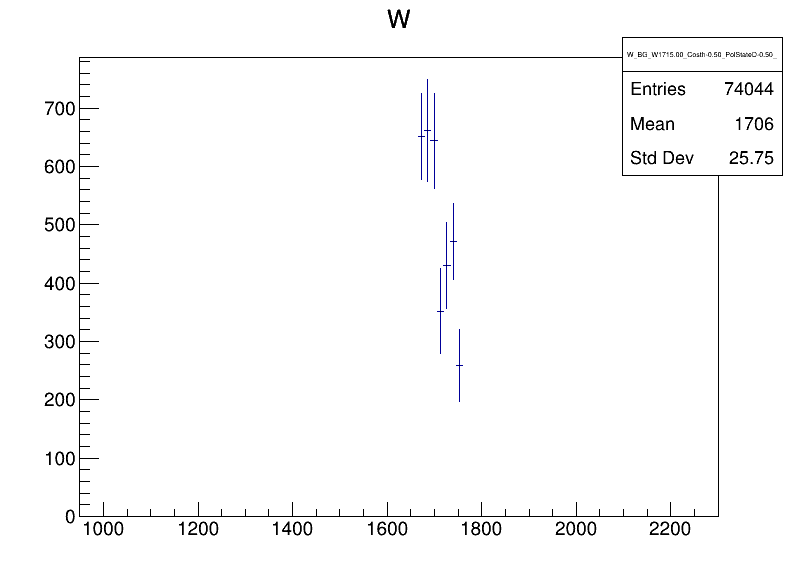 W
W_BG_W1715.00_Costh-0.50_PolState0-0.50_
Entries 74044
Mean 1706
Std Dev 25.75
700
600
500
400
300
200
100
0
1000 1200 1400 1600 1800 2000 2200